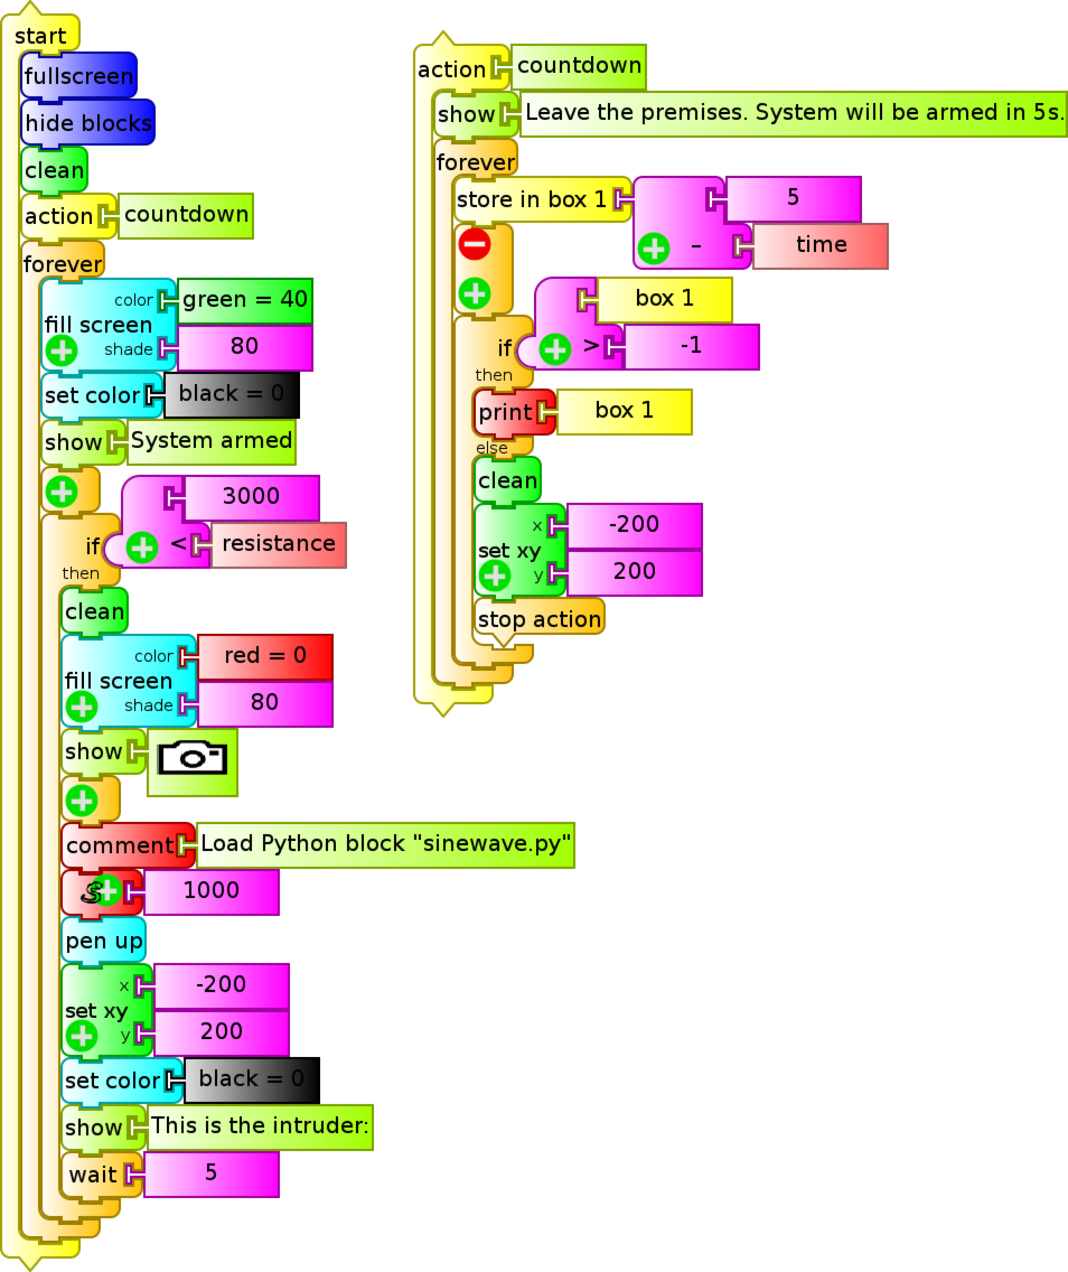 start
fullscreen
hide blocks
clean
action countdown
forever
color green = 40
fill screen
shade 80
set color black = 0
show System armed
3000
if < resistance
then
clean
color red = 0
fill screen
shade 80
show
comment Load Python block "sinewave.py"
S 1000
pen up
x -200
set xy
y 200
set color black = 0
show This is the intruder:
wait 5
action countdown
show Leave the premises. System will be armed in 5s.
forever
store in box 1 5
– time
box 1
if > -1
then
print box 1
else
clean
x -200
set xy
y 200
stop action